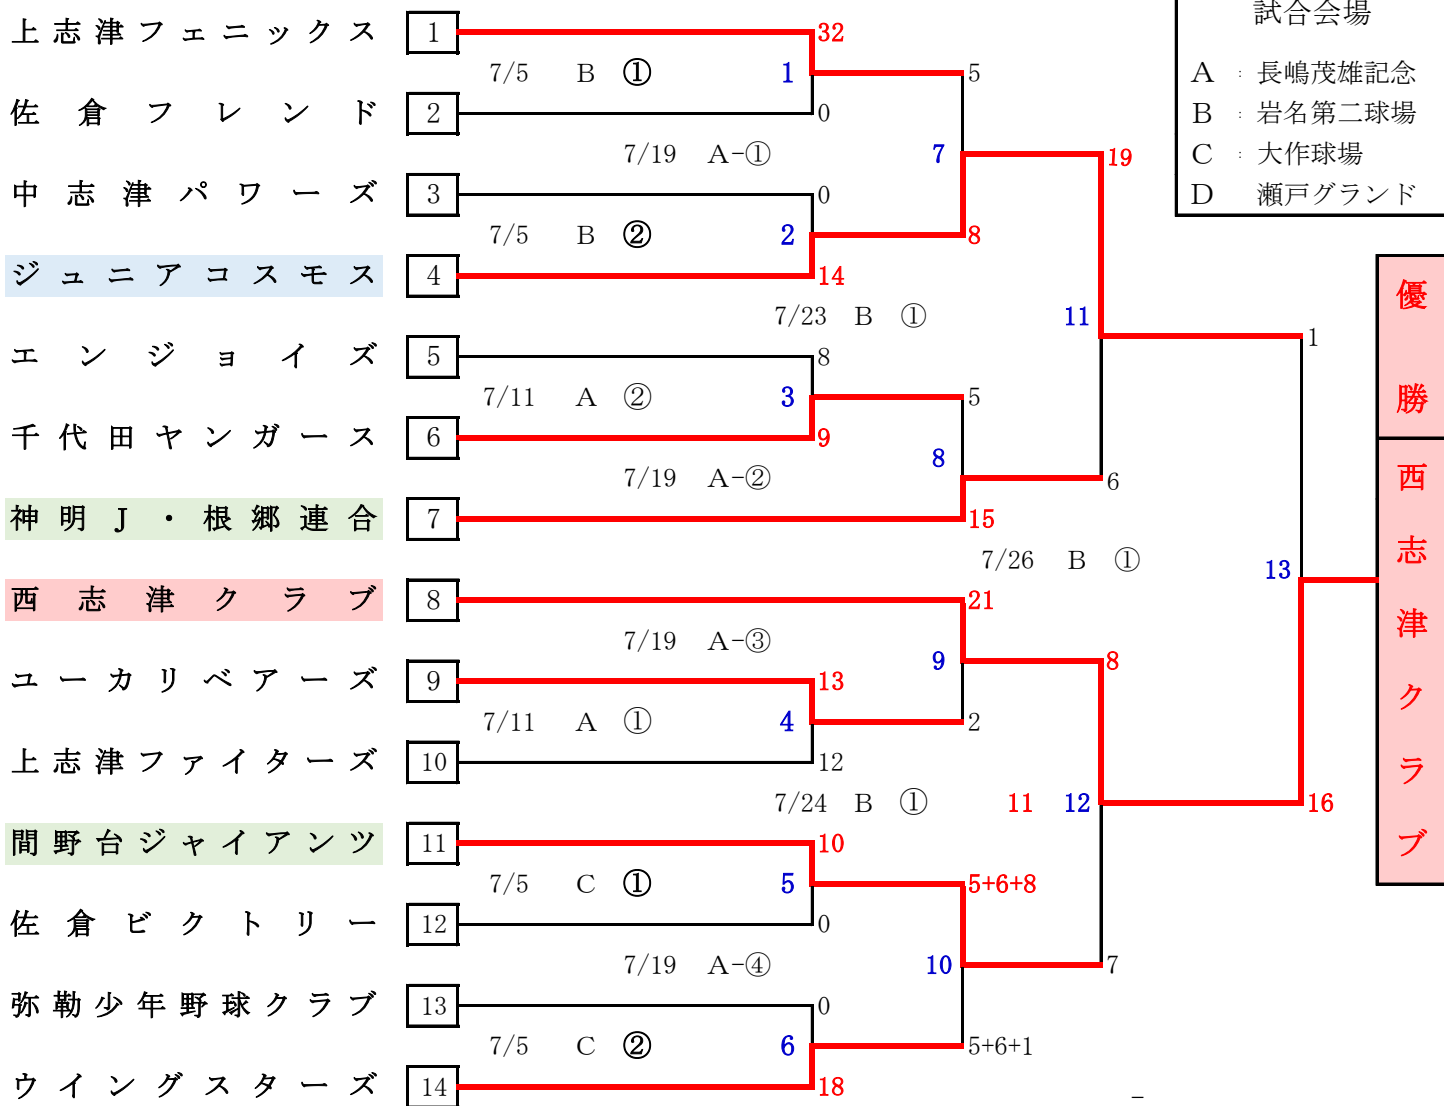 試合会場
A : 長嶋茂雄記念
B : 岩名第二球場
C : 大作球場
D 瀬戸グランド
上志津フェニックス 1 32
7/5 B ① 1 5
佐倉フレンド 2 0
7/19 A-① 7 19
中志津パワーズ 3 0
7/5 B ② 2 8
ジュニアコスモス 4 14
7/23 B ① 11 1
エンジョイズ 5 8
7/11 A ② 3 5
千代田ヤンガース 6 9
7/19 A-② 8 6
神明J・根郷連合 7 15
7/26 B ① 13
西志津クラブ 8 21
7/19 A-③ 9 8
ユーカリベアーズ 9 13
7/11 A ① 4 2
上志津ファイターズ 10 12
7/24 B ① 11 12 16
間野台ジャイアンツ 11 10
7/5 C ① 5 5+6+8
佐倉ビクトリー 12 0
7/19 A-④ 10 7
弥勒少年野球クラブ 13 0
7/5 C ② 6 5+6+1
ウイングスターズ 14 18
優勝
西志津クラブ